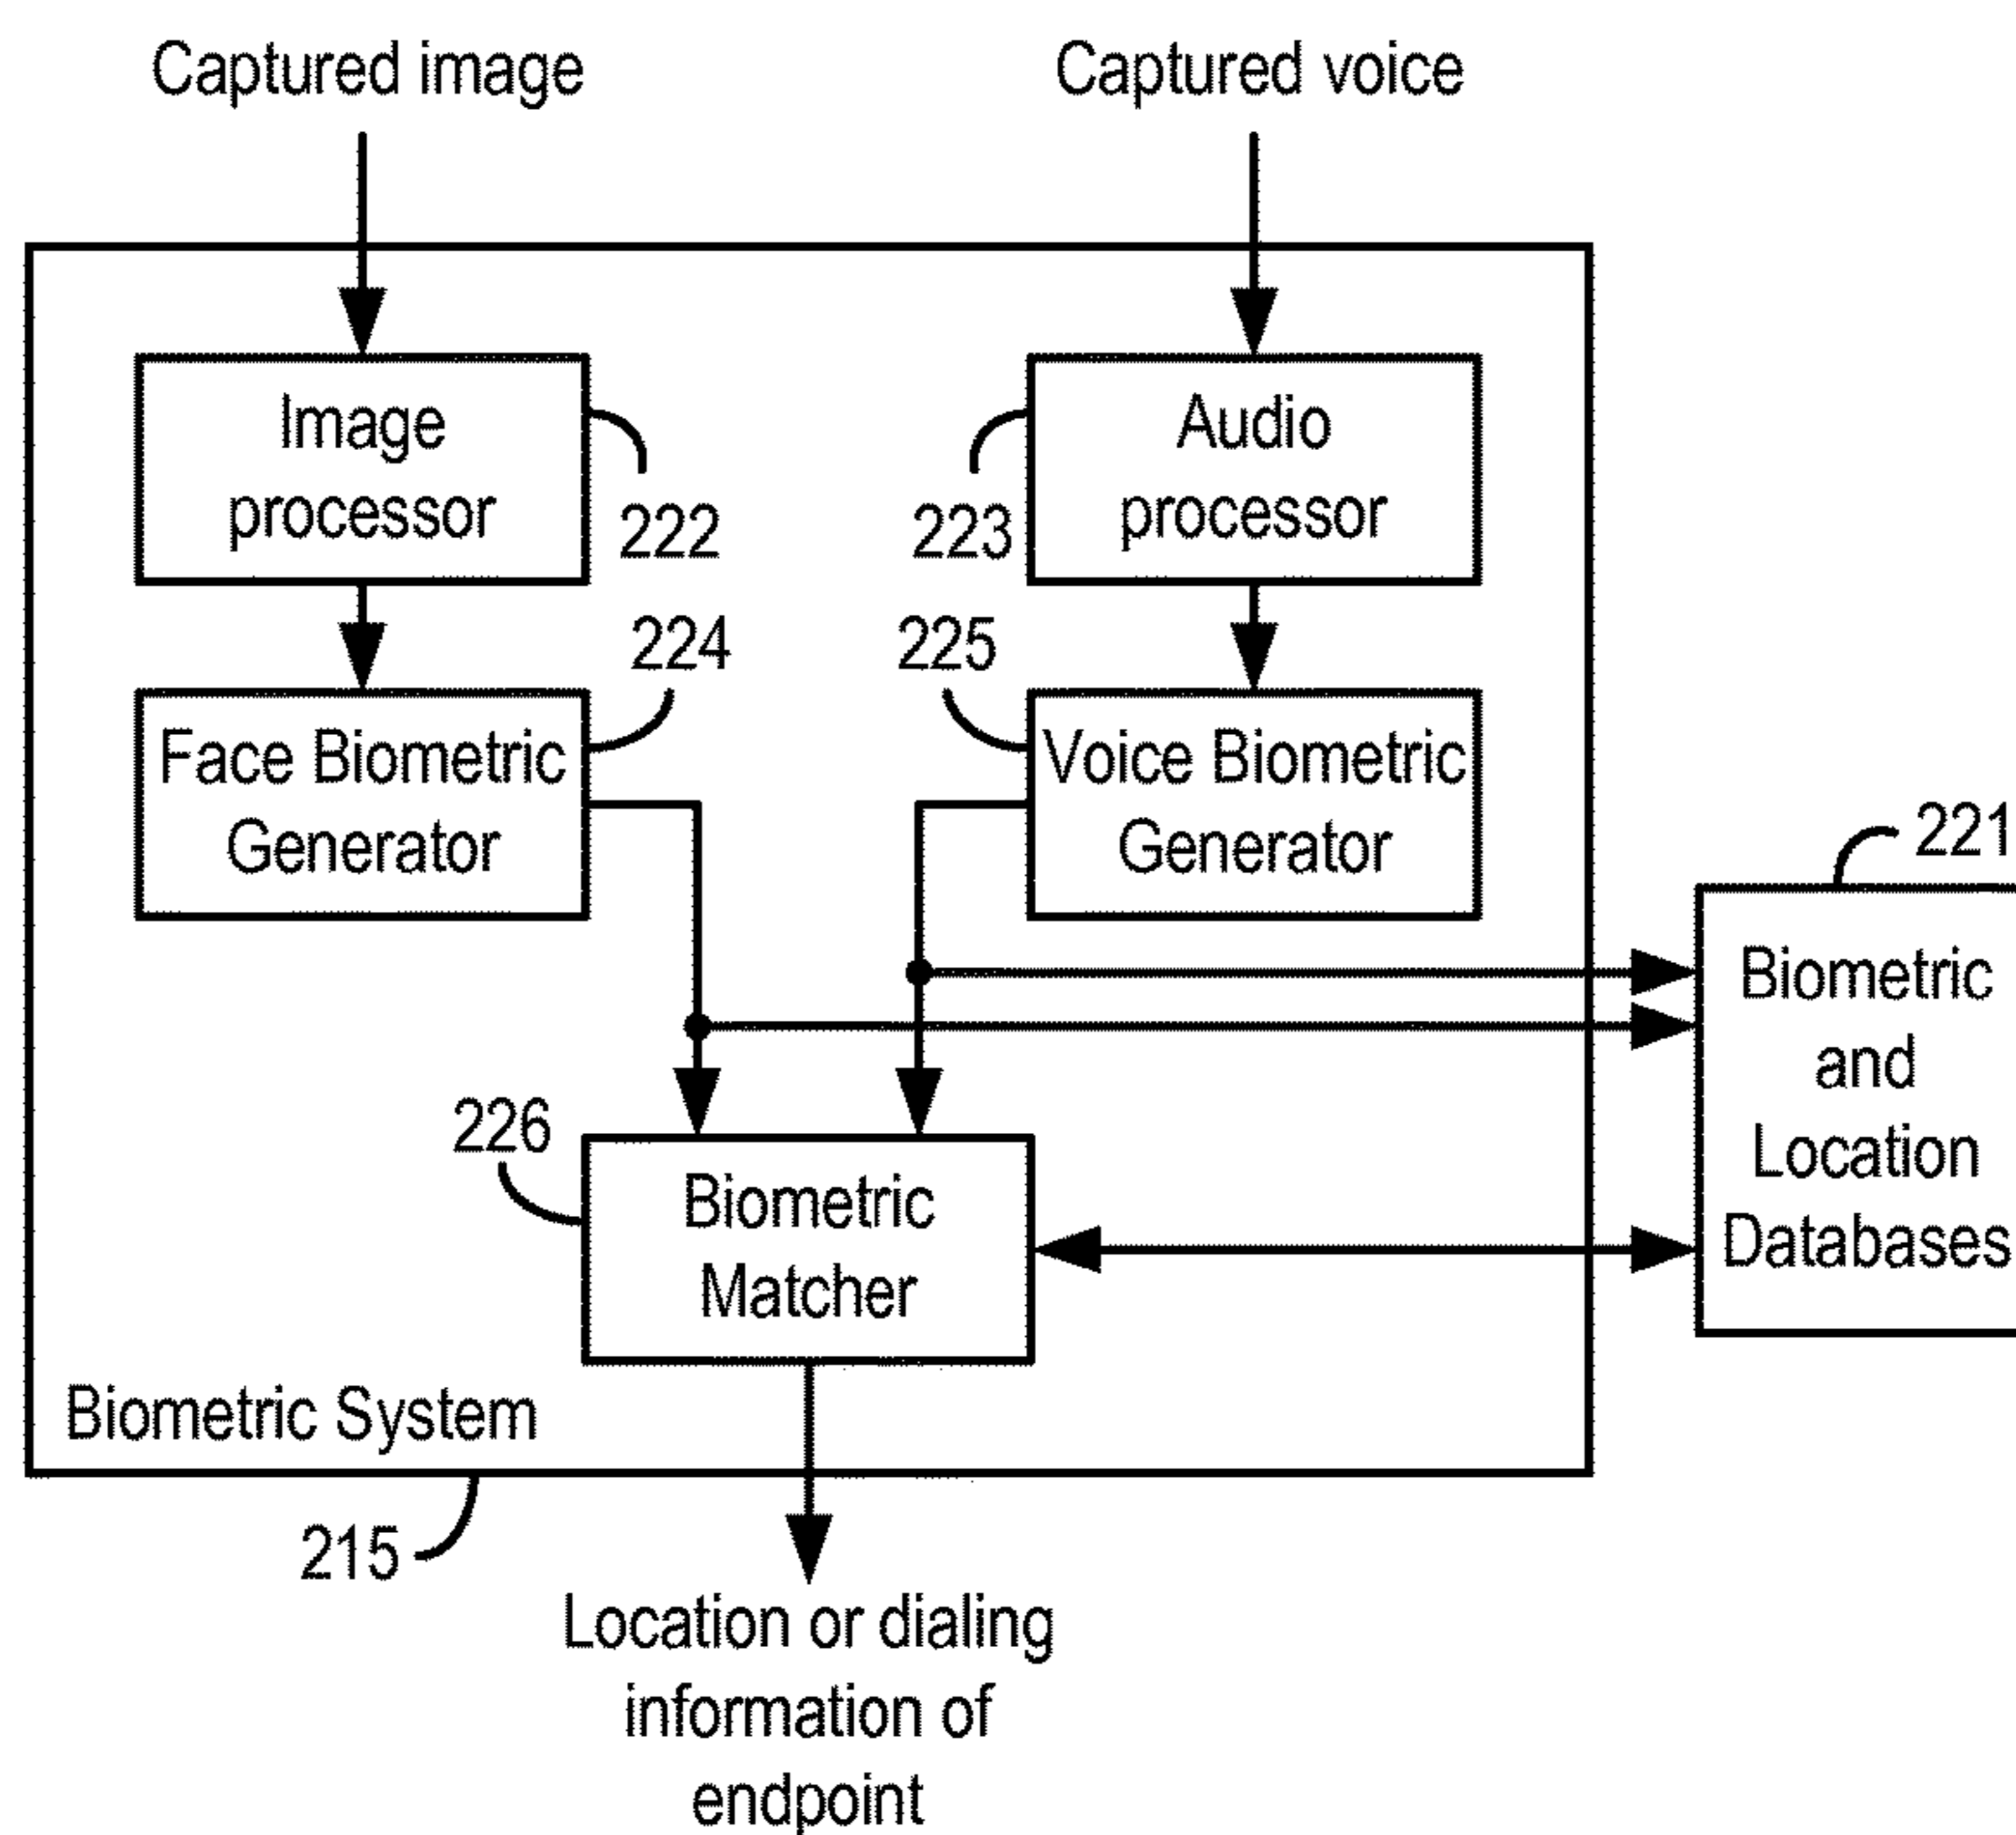 Captured image
Captured voice
Image
processor
222
Audio
processor
223
224
225
Face Biometric
Generator
Voice Biometric
Generator
221
Biometric
and
Location
Databases
226
Biometric
Matcher
Biometric System
215
Location or dialing
information of
endpoint